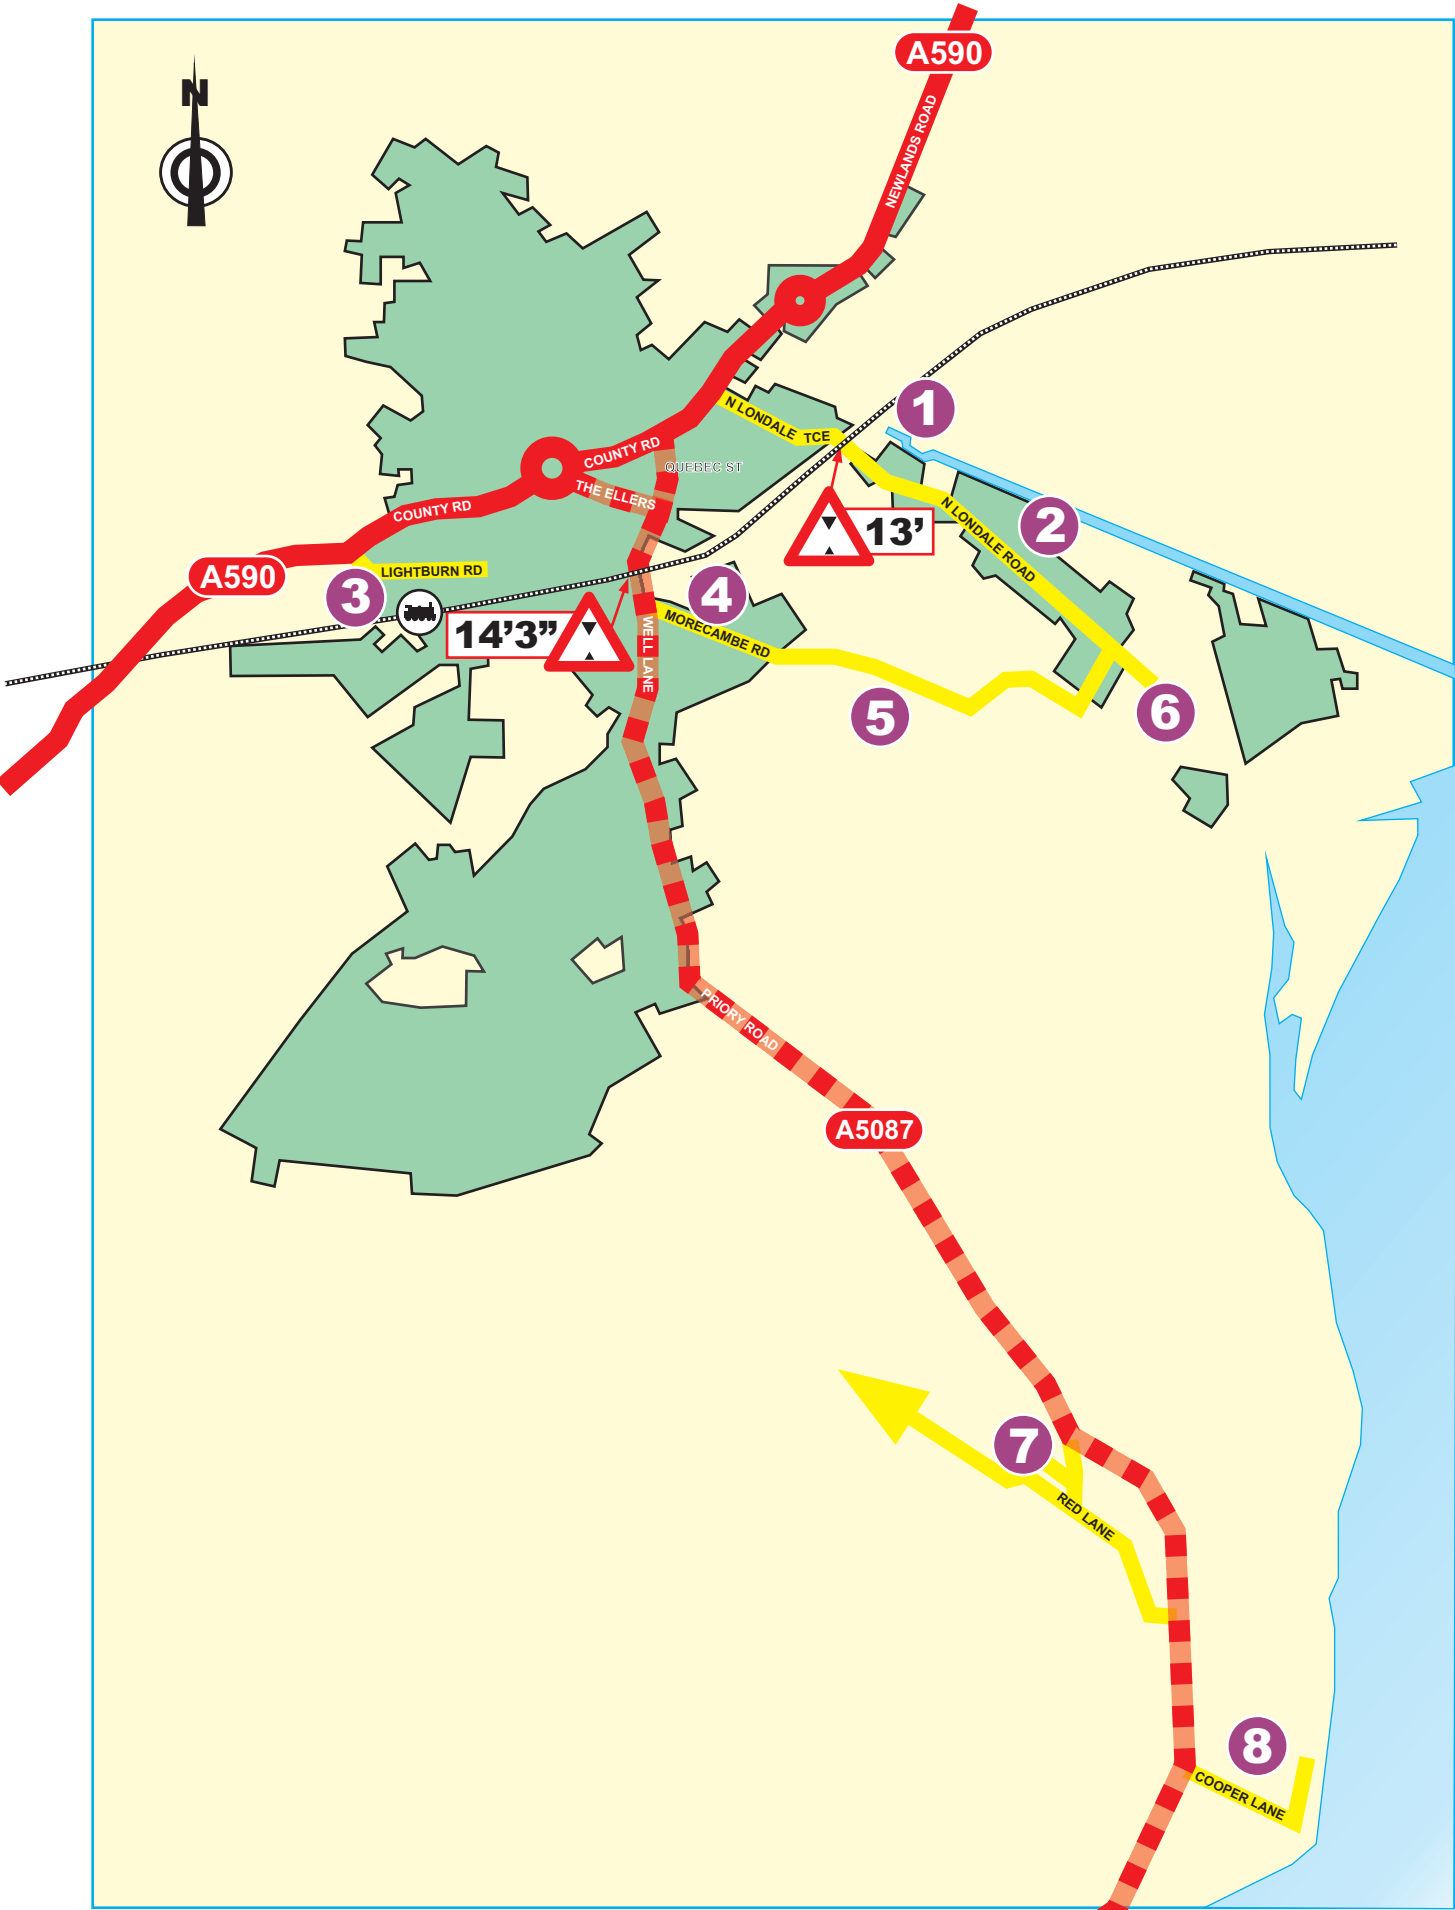 A590
N
NEWLANDS ROAD
1
N LONDALE TCE
COUNTY RD
QUEBEC ST
THE ELLERS
COUNTY RD
13’
N LONDALE ROAD
2
A590
LIGHTBURN RD
3
4
14’3”
WELL LANE
MORECAMBE RD
5
6
PRIORY ROAD
A5087
7
RED LANE
8
COOPER LANE